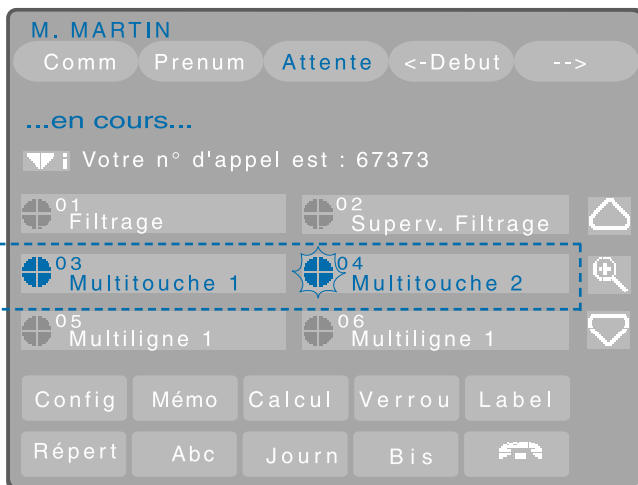 M. MARTIN
Comm Prenum Attente <-Debut -->
...en cours...
i Votre n° d'appel est : 67373
01 02
Filtrage Superv. Filtrage
03 04
Multitouche 1 Multitouche 2
05 06
Multiligne 1 Multiligne 1
Config Mémo Calcul Verrou Label
Répert Abc Journ Bis